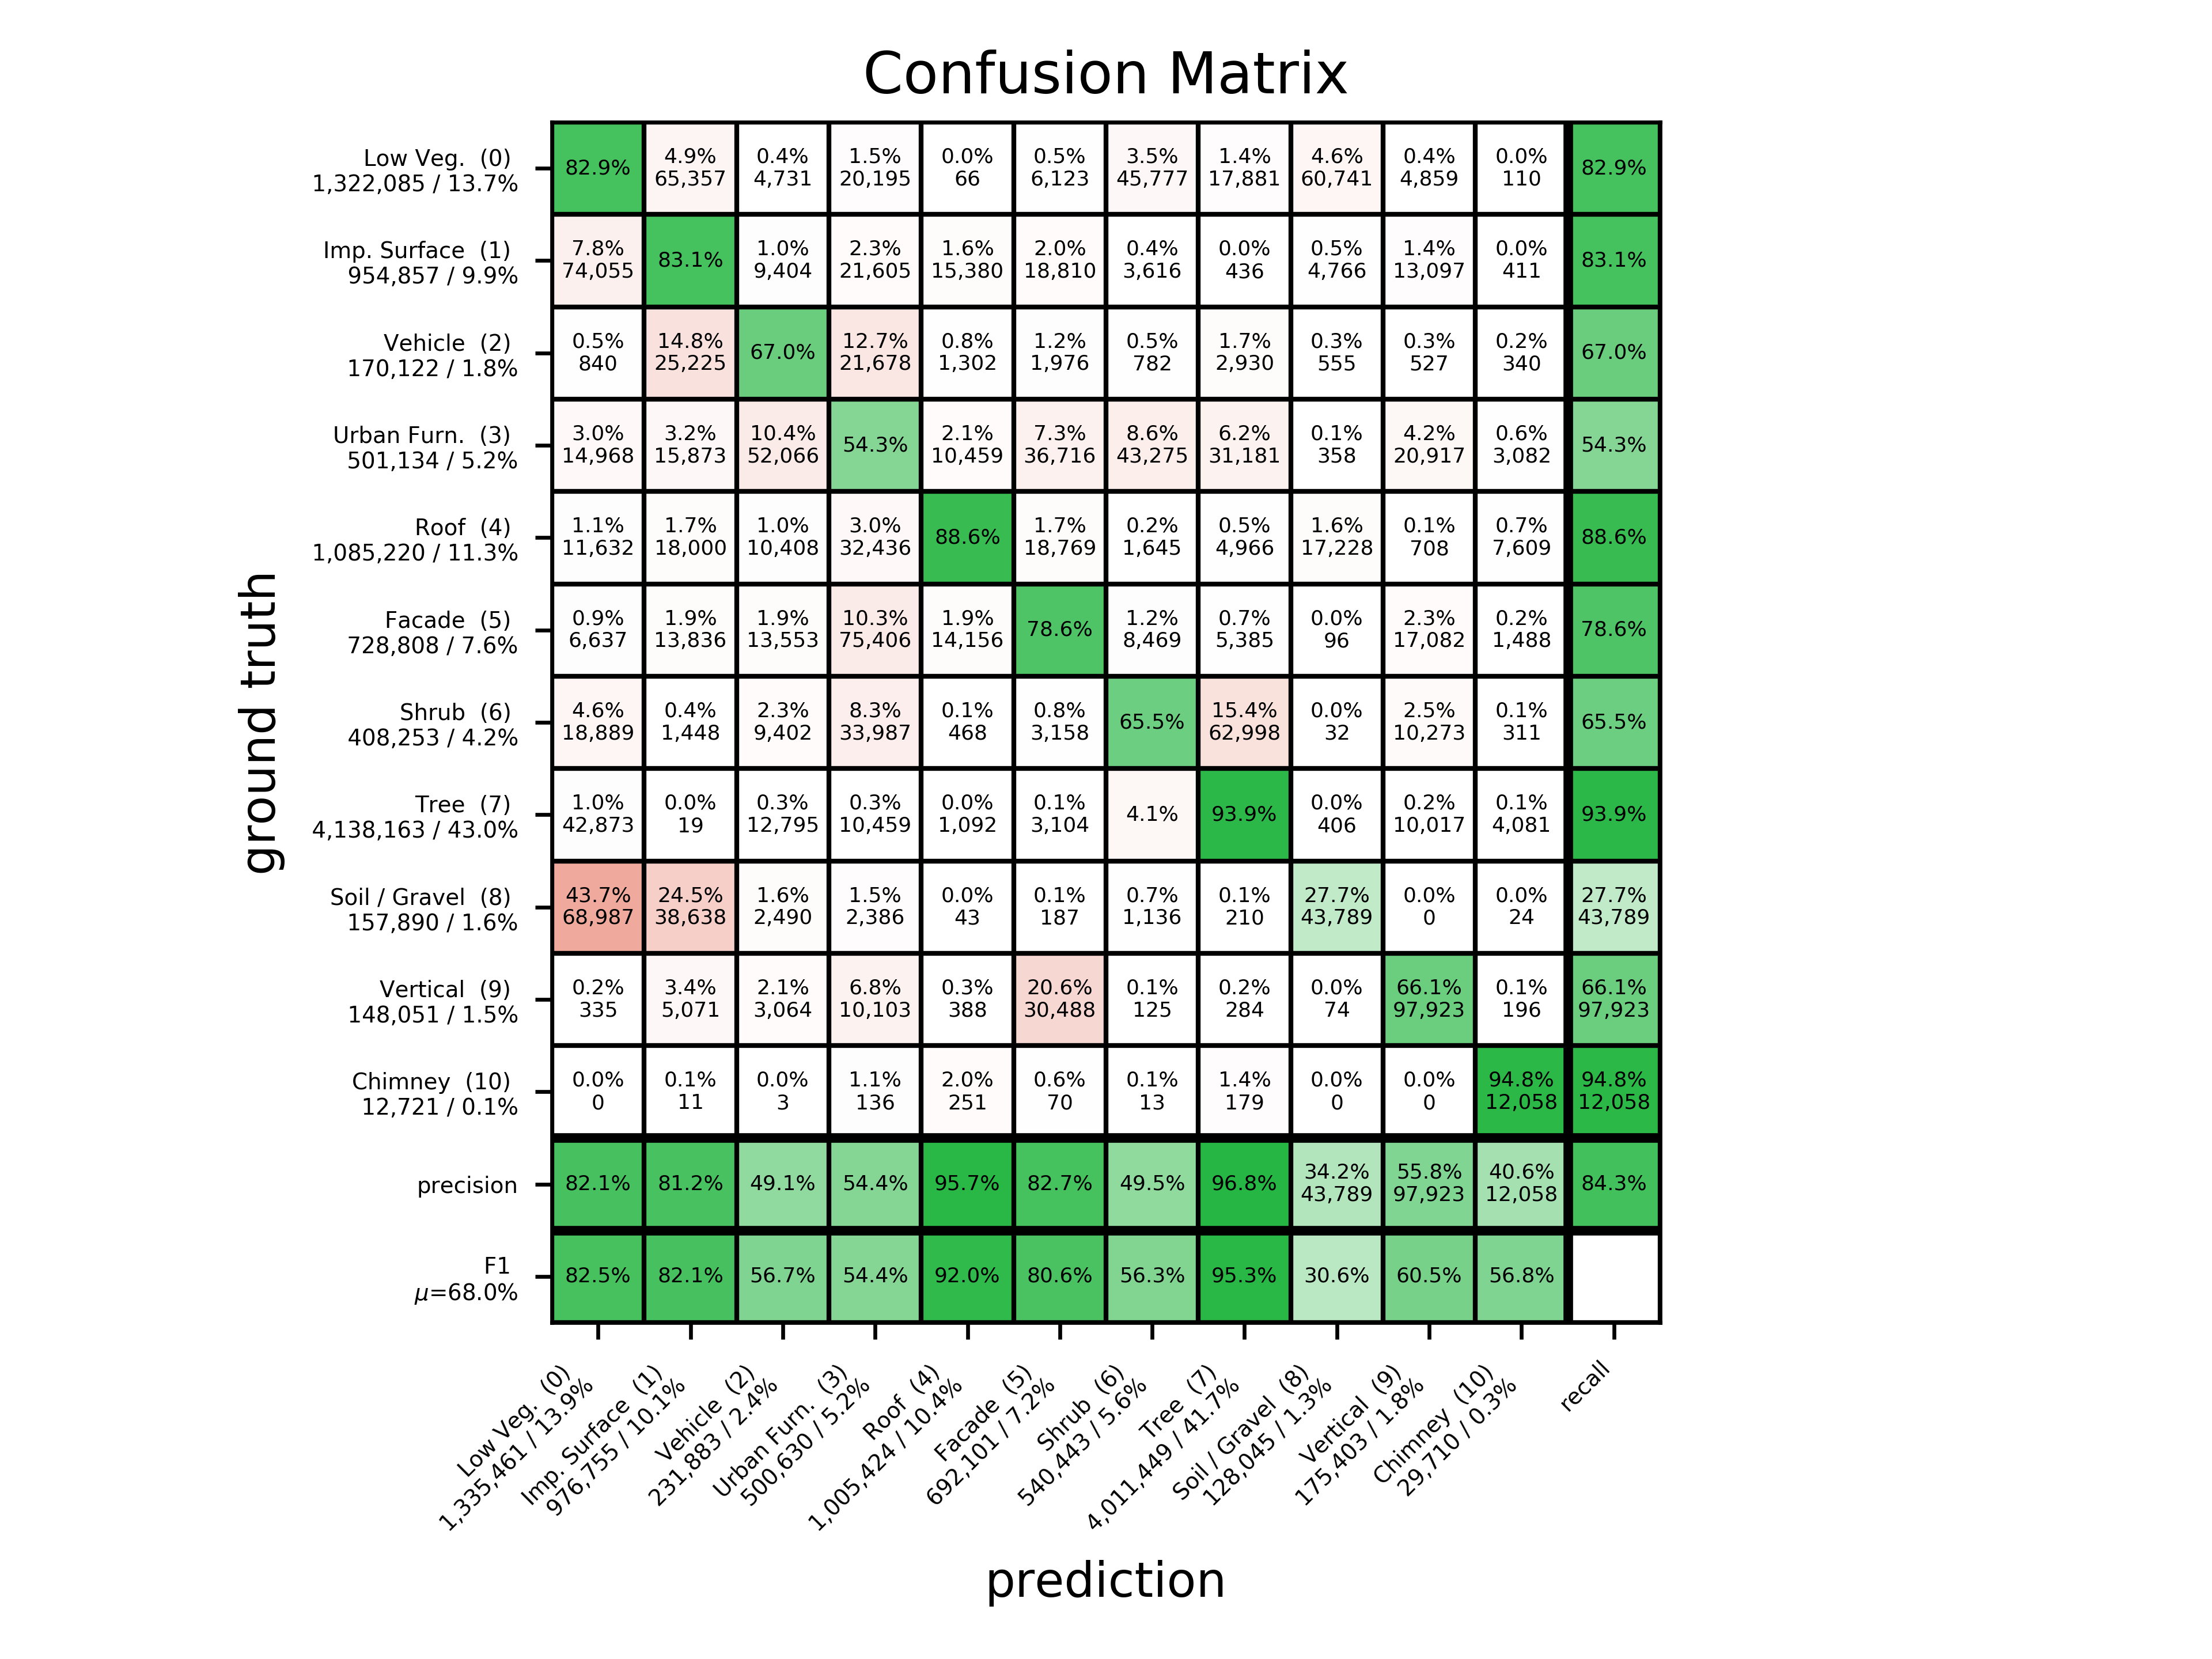 Confusion Matrix
Low Veg. (0)
1,322,085 / 13.7%
82.9%
4.9% 0.4% 1.5% 0.0% 0.5% 3.5% 1.4% 4.6% 0.4% 0.0%
65,357 4,731 20,195 66 6,123 45,777 17,881 60,741 4,859 110
82.9%
Imp. Surface (1)
954,857 / 9.9%
7.8% 83.1% 1.0% 2.3% 1.6% 2.0% 0.4% 0.0% 0.5% 1.4% 0.0% 83.1%
74,055 9,404 21,605 15,380 18,810 3,616 436 4,766 13,097 411
Vehicle (2)
170,122 / 1.8%
0.5% 14.8% 67.0% 12.7% 0.8% 1.2% 0.5% 1.7% 0.3% 0.3% 0.2% 67.0%
840 25,225 21,678 1,302 1,976 782 2,930 555 527 340
Urban Furn. (3)
501,134 / 5.2%
3.0% 3.2% 10.4% 54.3% 2.1% 7.3% 8.6% 6.2% 0.1% 4.2% 0.6% 54.3%
14,968 15,873 52,066 10,459 36,716 43,275 31,181 358 20,917 3,082
Roof (4)
1,085,220 / 11.3%
1.1% 1.7% 1.0% 3.0% 88.6% 1.7% 0.2% 0.5% 1.6% 0.1% 0.7% 88.6%
11,632 18,000 10,408 32,436 18,769 1,645 4,966 17,228 708 7,609
Facade (5)
728,808 / 7.6%
0.9% 1.9% 1.9% 10.3% 1.9% 78.6% 1.2% 0.7% 0.0% 2.3% 0.2% 78.6%
6,637 13,836 13,553 75,406 14,156 8,469 5,385 96 17,082 1,488
Shrub (6)
408,253 / 4.2%
4.6% 0.4% 2.3% 8.3% 0.1% 0.8% 65.5% 15.4% 0.0% 2.5% 0.1% 65.5%
18,889 1,448 9,402 33,987 468 3,158 62,998 32 10,273 311
Tree (7)
4,138,163 / 43.0%
1.0% 0.0% 0.3% 0.3% 0.0% 0.1% 4.1% 93.9% 0.0% 0.2% 0.1% 93.9%
42,873 19 12,795 10,459 1,092 3,104 406 10,017 4,081
Soil / Gravel (8)
157,890 / 1.6%
43.7% 24.5% 1.6% 1.5% 0.0% 0.1% 0.7% 0.1% 27.7% 0.0% 0.0% 27.7%
68,987 38,638 2,490 2,386 43 187 1,136 210 43,789 0 24 43,789
Vertical (9)
148,051 / 1.5%
0.2% 3.4% 2.1% 6.8% 0.3% 20.6% 0.1% 0.2% 0.0% 66.1% 0.1% 66.1%
335 5,071 3,064 10,103 388 30,488 125 284 74 97,923 196 97,923
Chimney (10)
12,721 / 0.1%
0.0% 0.1% 0.0% 1.1% 2.0% 0.6% 0.1% 1.4% 0.0% 0.0% 94.8% 94.8%
0 11 3 136 251 70 13 179 0 0 12,058 12,058
precision
82.1% 81.2% 49.1% 54.4% 95.7% 82.7% 49.5% 96.8% 34.2% 55.8% 40.6% 84.3%
43,789 97,923 12,058
F1
μ=68.0%
82.5% 82.1% 56.7% 54.4% 92.0% 80.6% 56.3% 95.3% 30.6% 60.5% 56.8%
ground truth
Low Veg. (0)
1,335,461 / 13.9%
Imp. Surface (1)
976,755 / 10.1%
Vehicle (2)
231,883 / 2.4%
Urban Furn. (3)
500,630 / 5.2%
Roof (4)
1,005,424 / 10.4%
Facade (5)
692,101 / 7.2%
Shrub (6)
540,443 / 5.6%
Tree (7)
4,011,449 / 41.7%
Soil / Gravel (8)
128,045 / 1.3%
Vertical (9)
175,403 / 1.8%
Chimney (10)
29,710 / 0.3%
recall
prediction